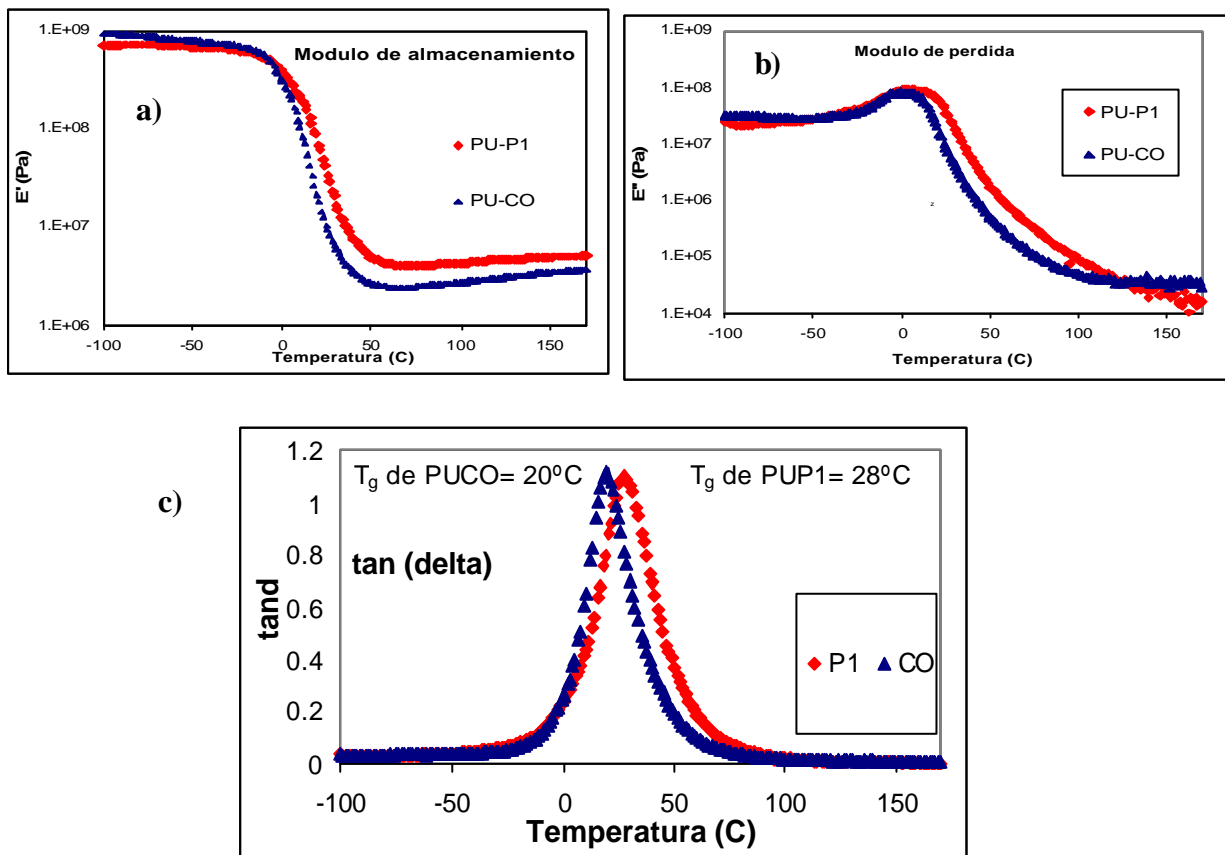 a)
Modulo de almacenamiento
1.E+09
1.E+08
1.E+07
1.E+06
E' (Pa)
PU-P1
PU-CO
-100 -50 0 50 100 150
Temperatura (C)
b)
Modulo de perdida
1.E+09
1.E+08
1.E+07
1.E+06
1.E+05
1.E+04
E'' (Pa)
PU-P1
PU-CO
z
-50 0 50 100 150
Temperatura (C)
c)
Tg de PUCO= 20ºC
Tg de PUP1= 28ºC
tan (delta)
1.2
1
0.8
0.6
0.4
0.2
0
tand
P1 CO
-100 -50 0 50 100 150
Temperatura (C)